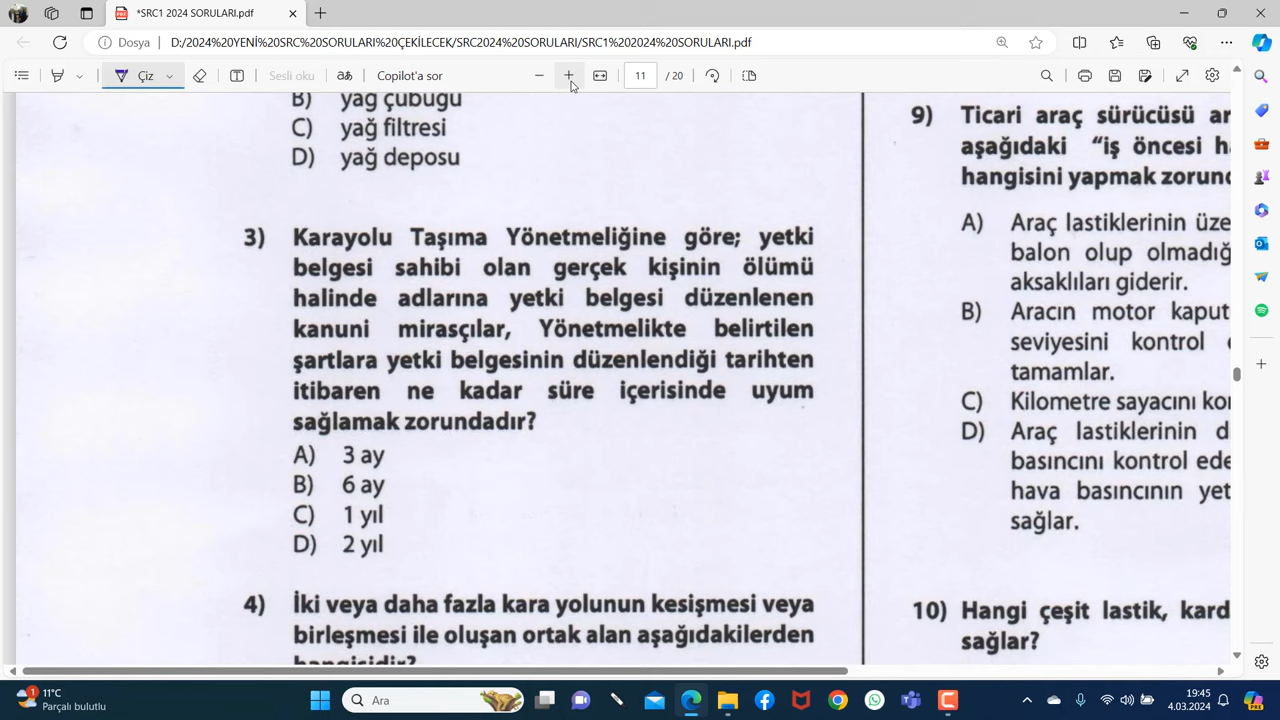 *SRC1 2024 SORULARI.pdf
Dosya
D:/2024%20YENİ%20SRC%20SORULARI%20ÇEKİLECEK/SRC2024%20SORULARI/SRC1%202024%20SORULARI.pdf
Çiz
Sesli oku
Copilot'a sor
11 / 20
B) yağ çubuğu
C) yağ filtresi
D) yağ deposu
3) Karayolu Taşıma Yönetmeliğine göre; yetki
belgesi sahibi olan gerçek kişinin ölümü
halinde adlarına yetki belgesi düzenlenen
kanuni mirasçılar, Yönetmelikte belirtilen
şartlara yetki belgesinin düzenlendiği tarihten
itibaren ne kadar süre içerisinde uyum
sağlamak zorundadır?
A) 3 ay
B) 6 ay
C) 1 yıl
D) 2 yıl
4) İki veya daha fazla kara yolunun kesişmesi veya
birleşmesi ile oluşan ortak alan aşağıdakilerden
hangisidir?
9) Ticari araç sürücüsü ar
aşağıdaki "iş öncesi ha
hangisini yapmak zorund
A) Araç lastiklerinin üze
balon olup olmadığ
aksaklıları giderir.
B) Aracın motor kaput
seviyesini kontrol e
tamamlar.
C) Kilometre sayacını kor
D) Araç lastiklerinin d
basıncını kontrol ede
hava basıncının yet
sağlar.
10) Hangi çeşit lastik, kard
sağlar?
1
11°C
Parçalı bulutlu
Ara
19:45
4.03.2024